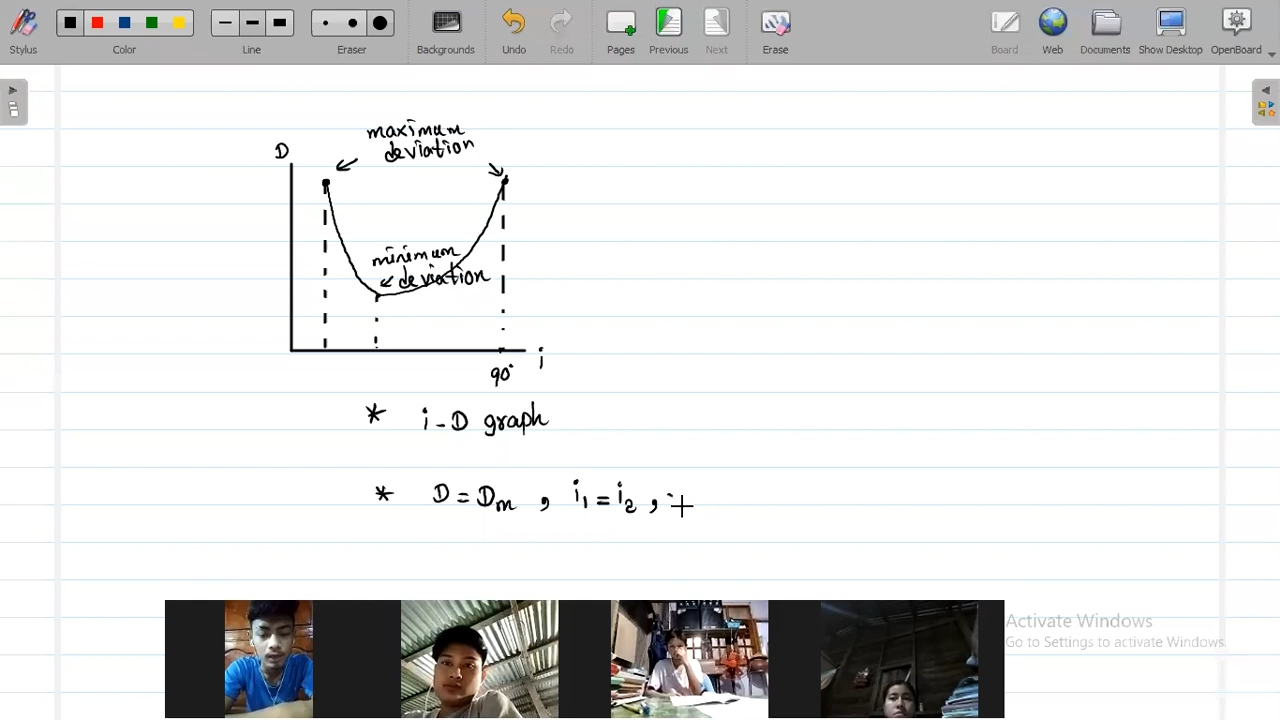 Stylus
Color
Line
Eraser
Backgrounds
Undo
Redo
Pages
Previous
Next
Erase
Board
Web
Documents
Show Desktop
OpenBoard
maximum
deviation
D
minimum
deviation
90°
i
* i - D graph
* D = Dm , i1 = i2 ,
Activate Windows
Go to Settings to activate Windows.